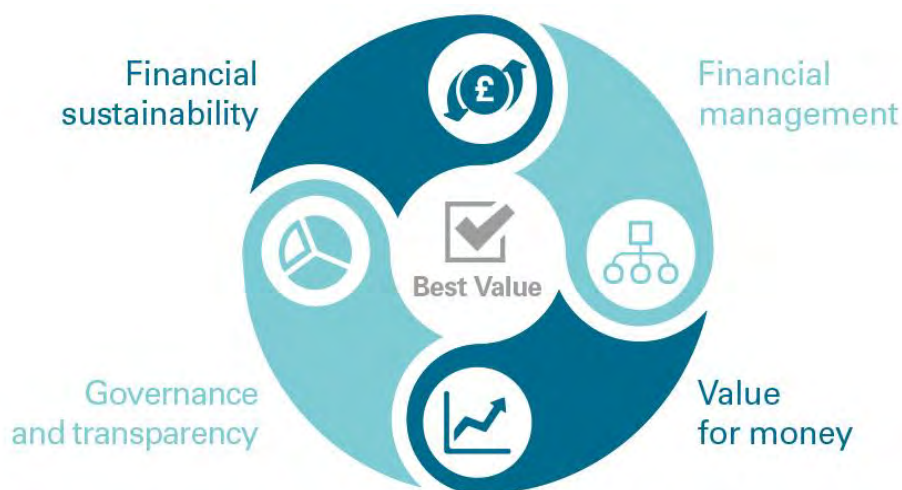 Financial
sustainability
Financial
management
£
Best Value
Governance
and transparency
Value
for money